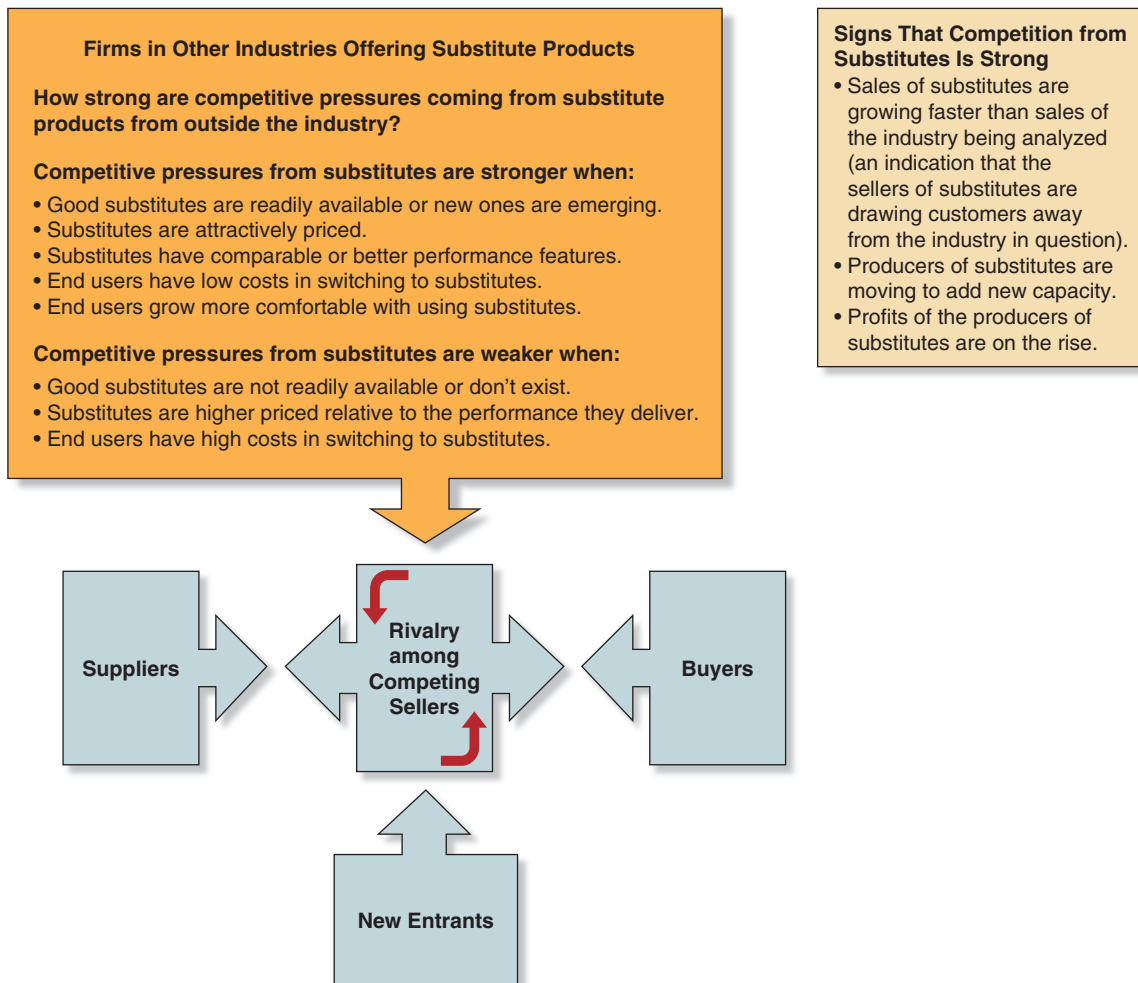 Firms in Other Industries Offering Substitute Products
How strong are competitive pressures coming from substitute
products from outside the industry?
Competitive pressures from substitutes are stronger when:
• Good substitutes are readily available or new ones are emerging.
• Substitutes are attractively priced.
• Substitutes have comparable or better performance features.
• End users have low costs in switching to substitutes.
• End users grow more comfortable with using substitutes.
Competitive pressures from substitutes are weaker when:
• Good substitutes are not readily available or don't exist.
• Substitutes are higher priced relative to the performance they deliver.
• End users have high costs in switching to substitutes.
Signs That Competition from
Substitutes Is Strong
• Sales of substitutes are
growing faster than sales of
the industry being analyzed
(an indication that the
sellers of substitutes are
drawing customers away
from the industry in question).
• Producers of substitutes are
moving to add new capacity.
• Profits of the producers of
substitutes are on the rise.
Suppliers
Rivalry
among
Competing
Sellers
Buyers
New Entrants